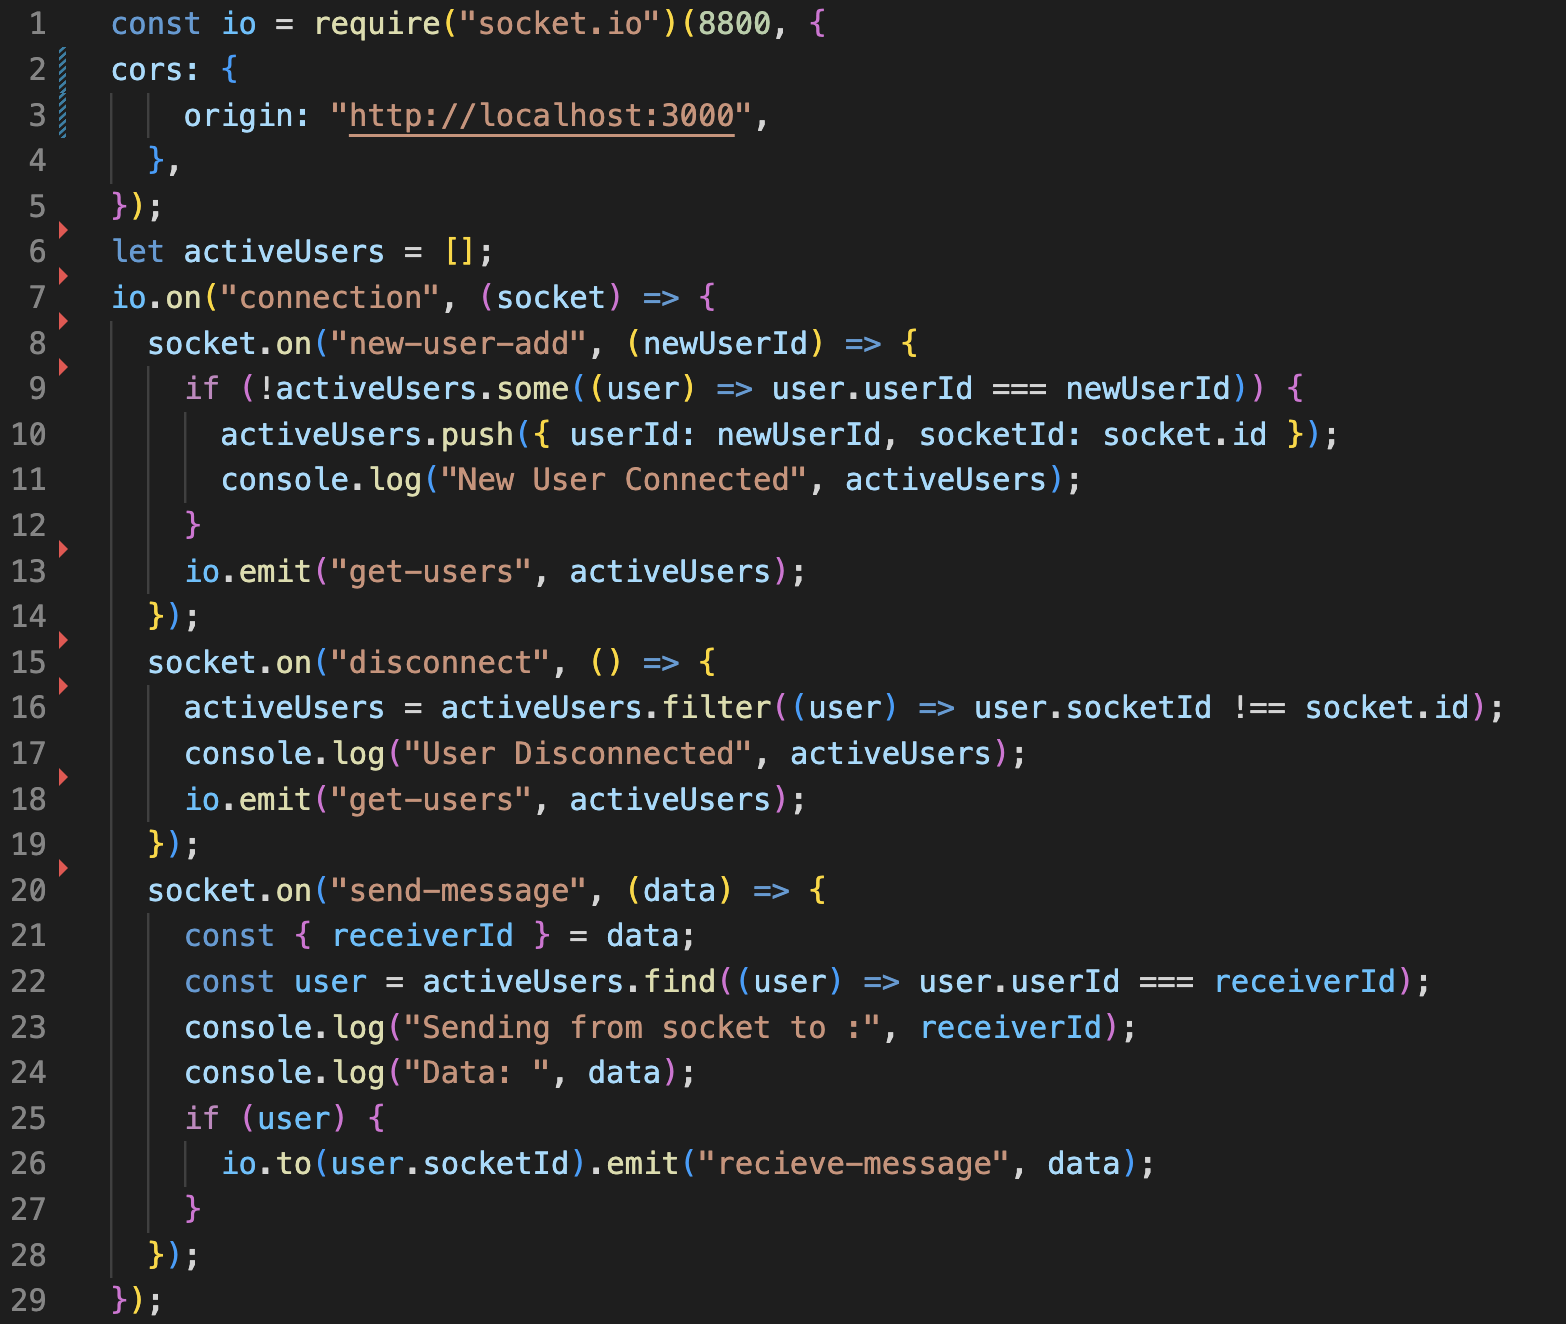 1 const io = require("socket.io")(8800, {
2 cors: {
3     origin: "http://localhost:3000",
4   },
5 });
6 let activeUsers = [];
7 io.on("connection", (socket) => {
8   socket.on("new-user-add", (newUserId) => {
9     if (!activeUsers.some((user) => user.userId === newUserId)) {
10       activeUsers.push({ userId: newUserId, socketId: socket.id });
11       console.log("New User Connected", activeUsers);
12     }
13     io.emit("get-users", activeUsers);
14   });
15   socket.on("disconnect", () => {
16     activeUsers = activeUsers.filter((user) => user.socketId !== socket.id);
17     console.log("User Disconnected", activeUsers);
18     io.emit("get-users", activeUsers);
19   });
20   socket.on("send-message", (data) => {
21     const { receiverId } = data;
22     const user = activeUsers.find((user) => user.userId === receiverId);
23     console.log("Sending from socket to :", receiverId);
24     console.log("Data: ", data);
25     if (user) {
26       io.to(user.socketId).emit("recieve-message", data);
27     }
28   });
29 });